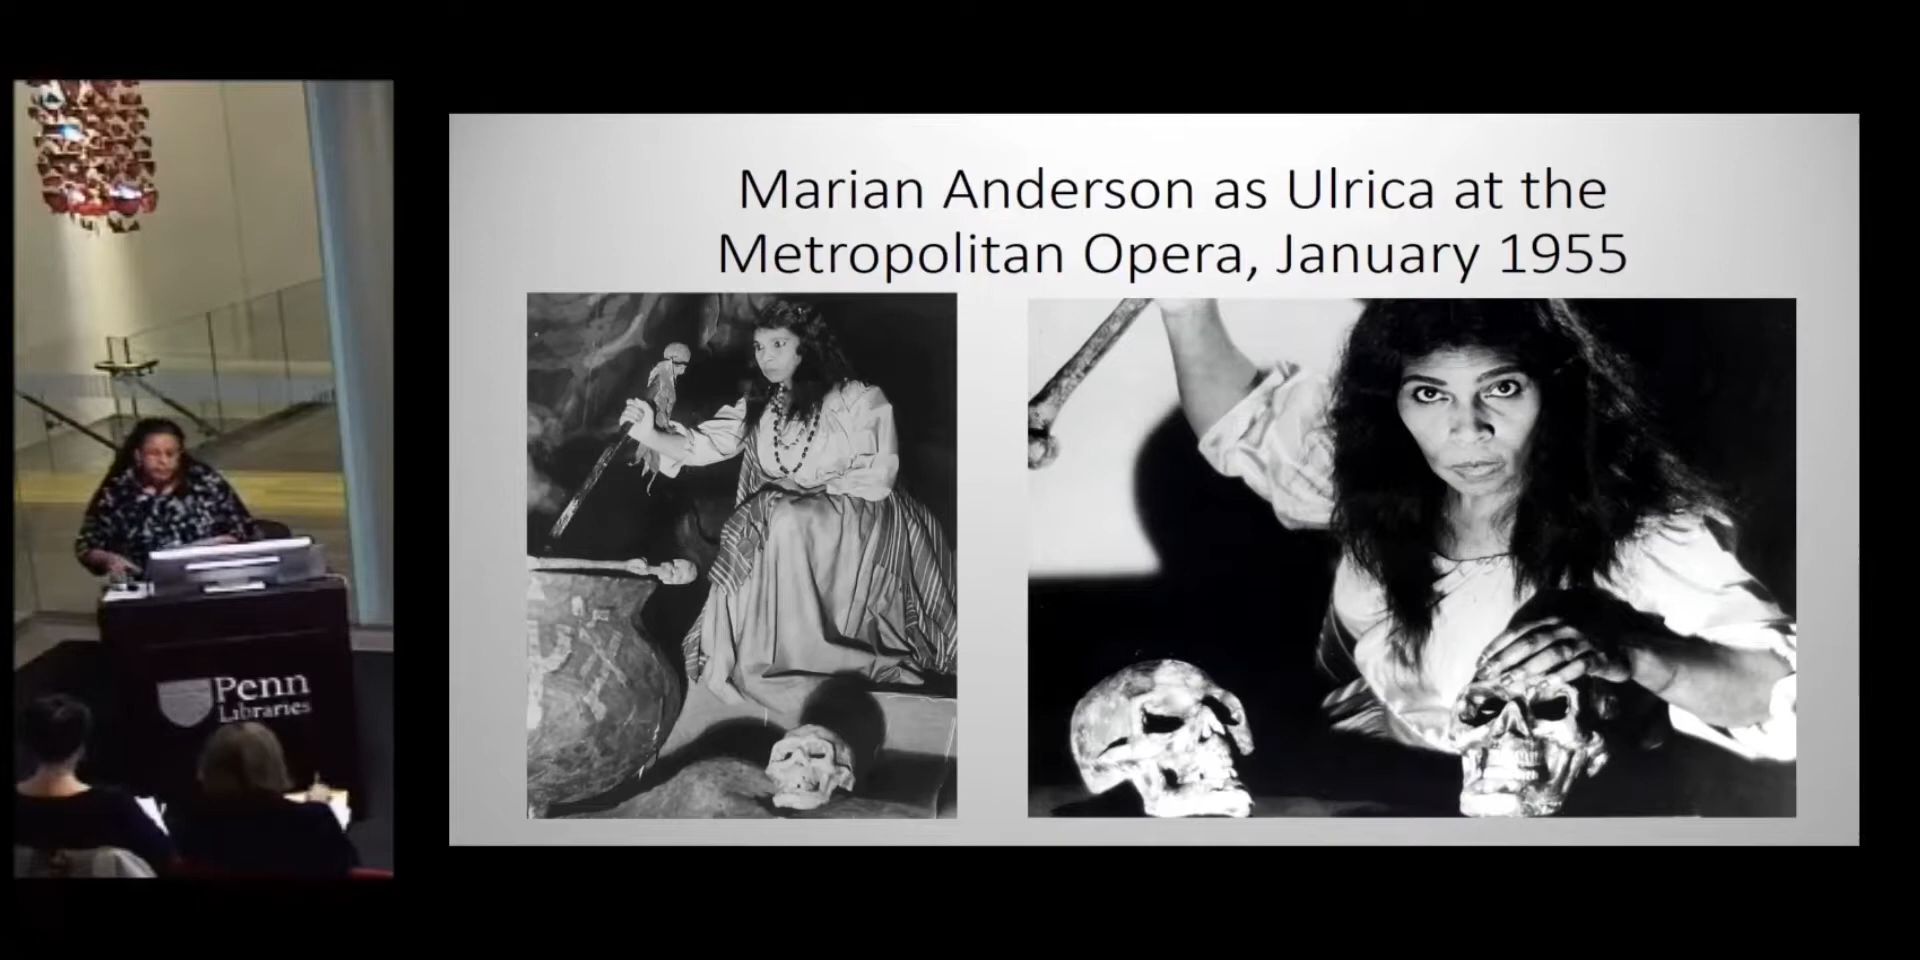 Marian Anderson as Ulrica at the
Metropolitan Opera, January 1955
Penn
Libraries